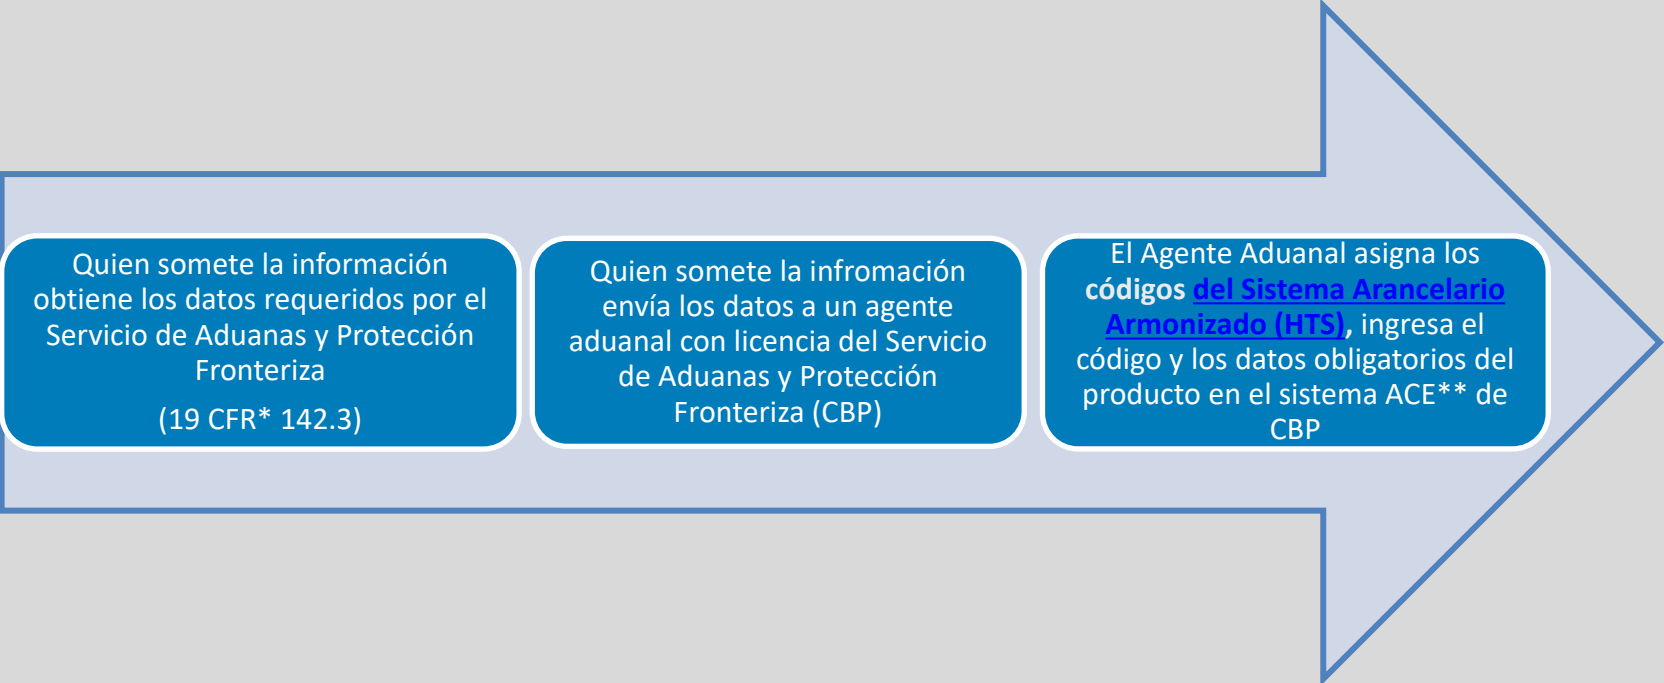 Quien somete la información
obtiene los datos requeridos por el
Servicio de Aduanas y Protección
Fronteriza
(19 CFR* 142.3)
Quien somete la infromación
envía los datos a un agente
aduanal con licencia del Servicio
de Aduanas y Protección
Fronteriza (CBP)
El Agente Aduanal asigna los
códigos del Sistema Arancelario
Armonizado (HTS), ingresa el
código y los datos obligatorios del
producto en el sistema ACE** de
CBP